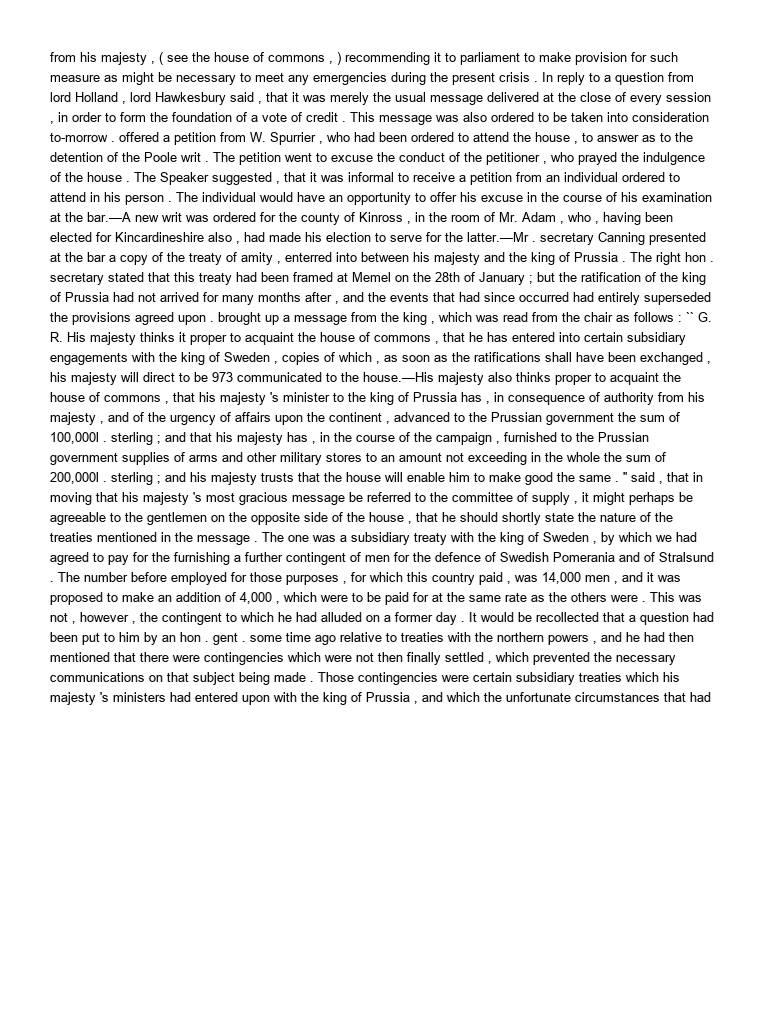 from his majesty , ( see the house of commons , ) recommending it to parliament to make provision for such
measure as might be necessary to meet any emergencies during the present crisis . In reply to a question from
lord Holland , lord Hawkesbury said , that it was merely the usual message delivered at the close of every session
, in order to form the foundation of a vote of credit . This message was also ordered to be taken into consideration
to-morrow . offered a petition from W. Spurrier , who had been ordered to attend the house , to answer as to the
detention of the Poole writ . The petition went to excuse the conduct of the petitioner , who prayed the indulgence
of the house . The Speaker suggested , that it was informal to receive a petition from an individual ordered to
attend in his person . The individual would have an opportunity to offer his excuse in the course of his examination
at the bar.—A new writ was ordered for the county of Kinross , in the room of Mr. Adam , who , having been
elected for Kincardineshire also , had made his election to serve for the latter.—Mr . secretary Canning presented
at the bar a copy of the treaty of amity , enterred into between his majesty and the king of Prussia . The right hon .
secretary stated that this treaty had been framed at Memel on the 28th of January ; but the ratification of the king
of Prussia had not arrived for many months after , and the events that had since occurred had entirely superseded
the provisions agreed upon . brought up a message from the king , which was read from the chair as follows : `` G.
R. His majesty thinks it proper to acquaint the house of commons , that he has entered into certain subsidiary
engagements with the king of Sweden , copies of which , as soon as the ratifications shall have been exchanged ,
his majesty will direct to be 973 communicated to the house.—His majesty also thinks proper to acquaint the
house of commons , that his majesty 's minister to the king of Prussia has , in consequence of authority from his
majesty , and of the urgency of affairs upon the continent , advanced to the Prussian government the sum of
100,000l . sterling ; and that his majesty has , in the course of the campaign , furnished to the Prussian
government supplies of arms and other military stores to an amount not exceeding in the whole the sum of
200,000l . sterling ; and his majesty trusts that the house will enable him to make good the same . '' said , that in
moving that his majesty 's most gracious message be referred to the committee of supply , it might perhaps be
agreeable to the gentlemen on the opposite side of the house , that he should shortly state the nature of the
treaties mentioned in the message . The one was a subsidiary treaty with the king of Sweden , by which we had
agreed to pay for the furnishing a further contingent of men for the defence of Swedish Pomerania and of Stralsund
. The number before employed for those purposes , for which this country paid , was 14,000 men , and it was
proposed to make an addition of 4,000 , which were to be paid for at the same rate as the others were . This was
not , however , the contingent to which he had alluded on a former day . It would be recollected that a question had
been put to him by an hon . gent . some time ago relative to treaties with the northern powers , and he had then
mentioned that there were contingencies which were not then finally settled , which prevented the necessary
communications on that subject being made . Those contingencies were certain subsidiary treaties which his
majesty 's ministers had entered upon with the king of Prussia , and which the unfortunate circumstances that had